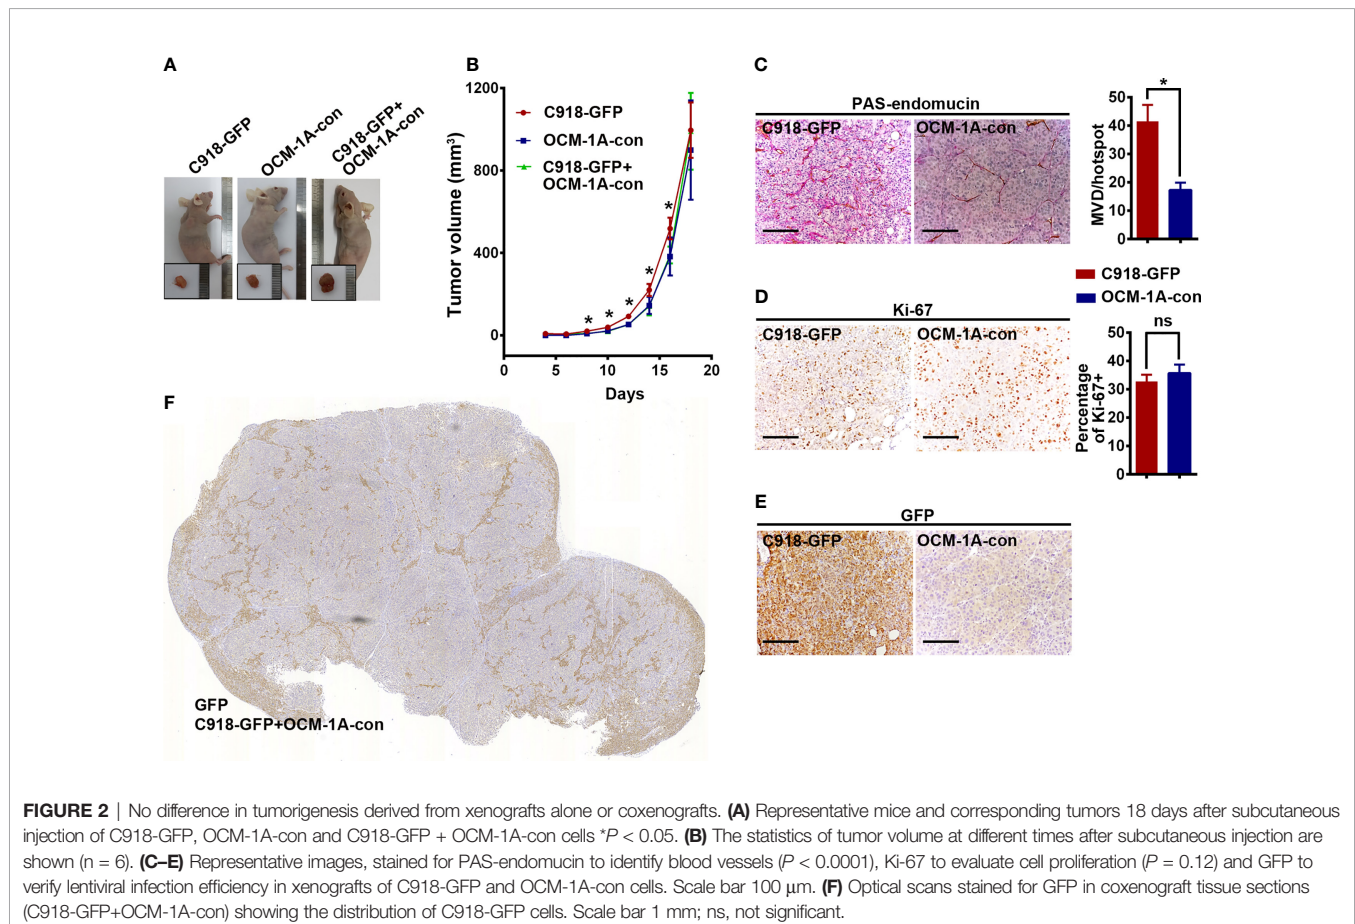 A
C918-GFP
OCM-1A-con
C918-GFP+
OCM-1A-con
B
1200
800
400
0
Tumor volume (mm³)
C918-GFP
OCM-1A-con
C918-GFP+
OCM-1A-con
*
*
*
*
*
0
5
10
15
20
Days
C
PAS-endomucin
C918-GFP
OCM-1A-con
MVD/hotspot
50
40
30
20
10
0
*
C918-GFP
OCM-1A-con
D
Ki-67
C918-GFP
OCM-1A-con
Percentage
of Ki-67+
50
40
30
20
10
0
ns
E
GFP
C918-GFP
OCM-1A-con
F
GFP
C918-GFP+OCM-1A-con
FIGURE 2 | No difference in tumorigenesis derived from xenografts alone or coxenografts. (A) Representative mice and corresponding tumors 18 days after subcutaneous
injection of C918-GFP, OCM-1A-con and C918-GFP + OCM-1A-con cells *P < 0.05. (B) The statistics of tumor volume at different times after subcutaneous injection are
shown (n = 6). (C–E) Representative images, stained for PAS-endomucin to identify blood vessels (P < 0.0001), Ki-67 to evaluate cell proliferation (P = 0.12) and GFP to
verify lentiviral infection efficiency in xenografts of C918-GFP and OCM-1A-con cells. Scale bar 100 μm. (F) Optical scans stained for GFP in coxenograft tissue sections
(C918-GFP+OCM-1A-con) showing the distribution of C918-GFP cells. Scale bar 1 mm; ns, not significant.